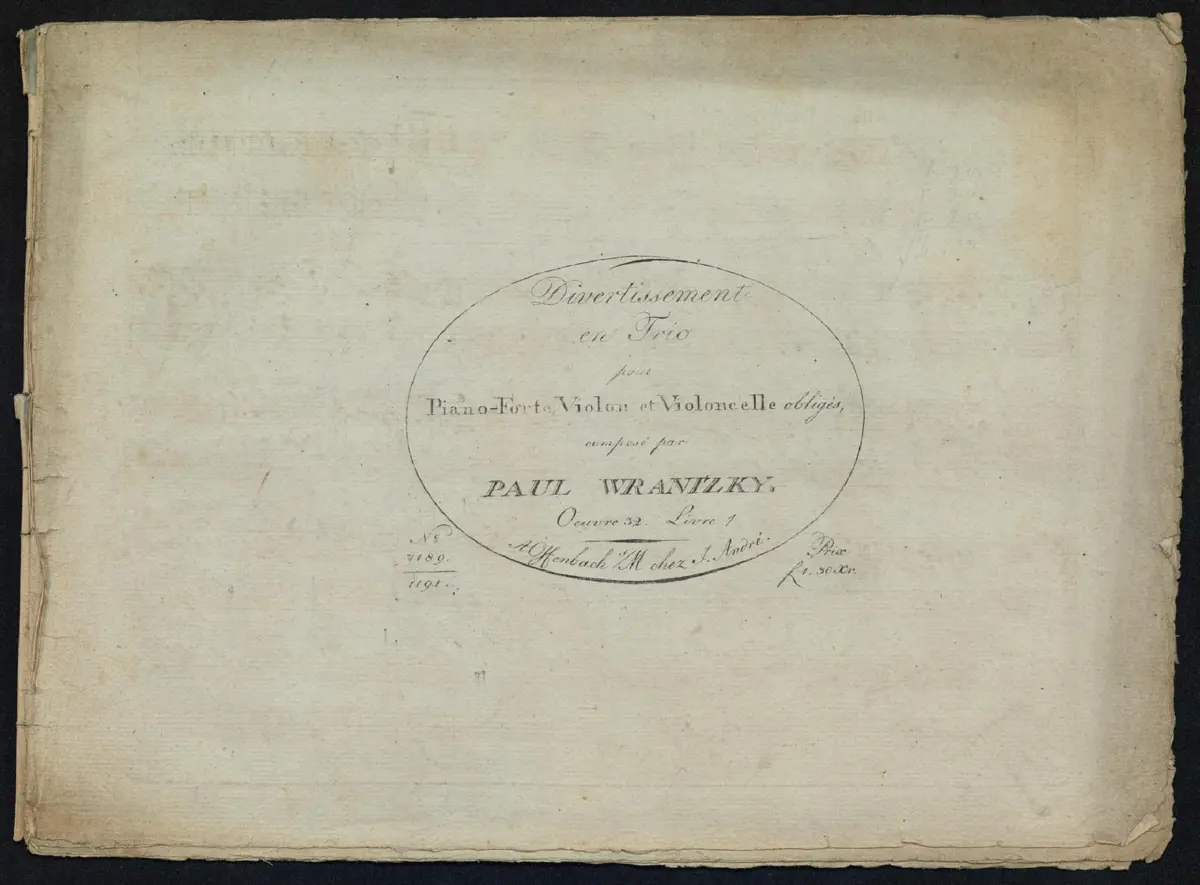 Divertissement
en Trio
pour
Piano-Forte, Violon et Violoncelle obligés,
composé par
PAUL WRANITZKY.
Oeuvre 32. Livre 1
A Offenbach s/M chez J. André.
No
1189.
1191.
Prix
f 1. 30 Xr.